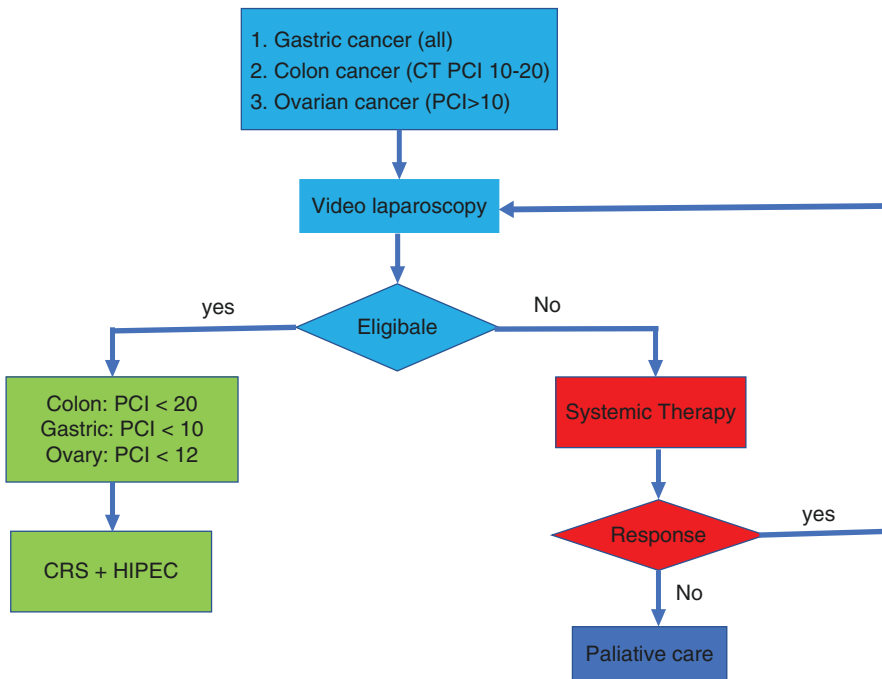 1. Gastric cancer (all)
2. Colon cancer (CT PCI 10-20)
3. Ovarian cancer (PCI>10)
Video laparoscopy
yes
Eligibale
No
Colon: PCI < 20
Gastric: PCI < 10
Ovary: PCI < 12
Systemic Therapy
CRS + HIPEC
Response
yes
No
Paliative care